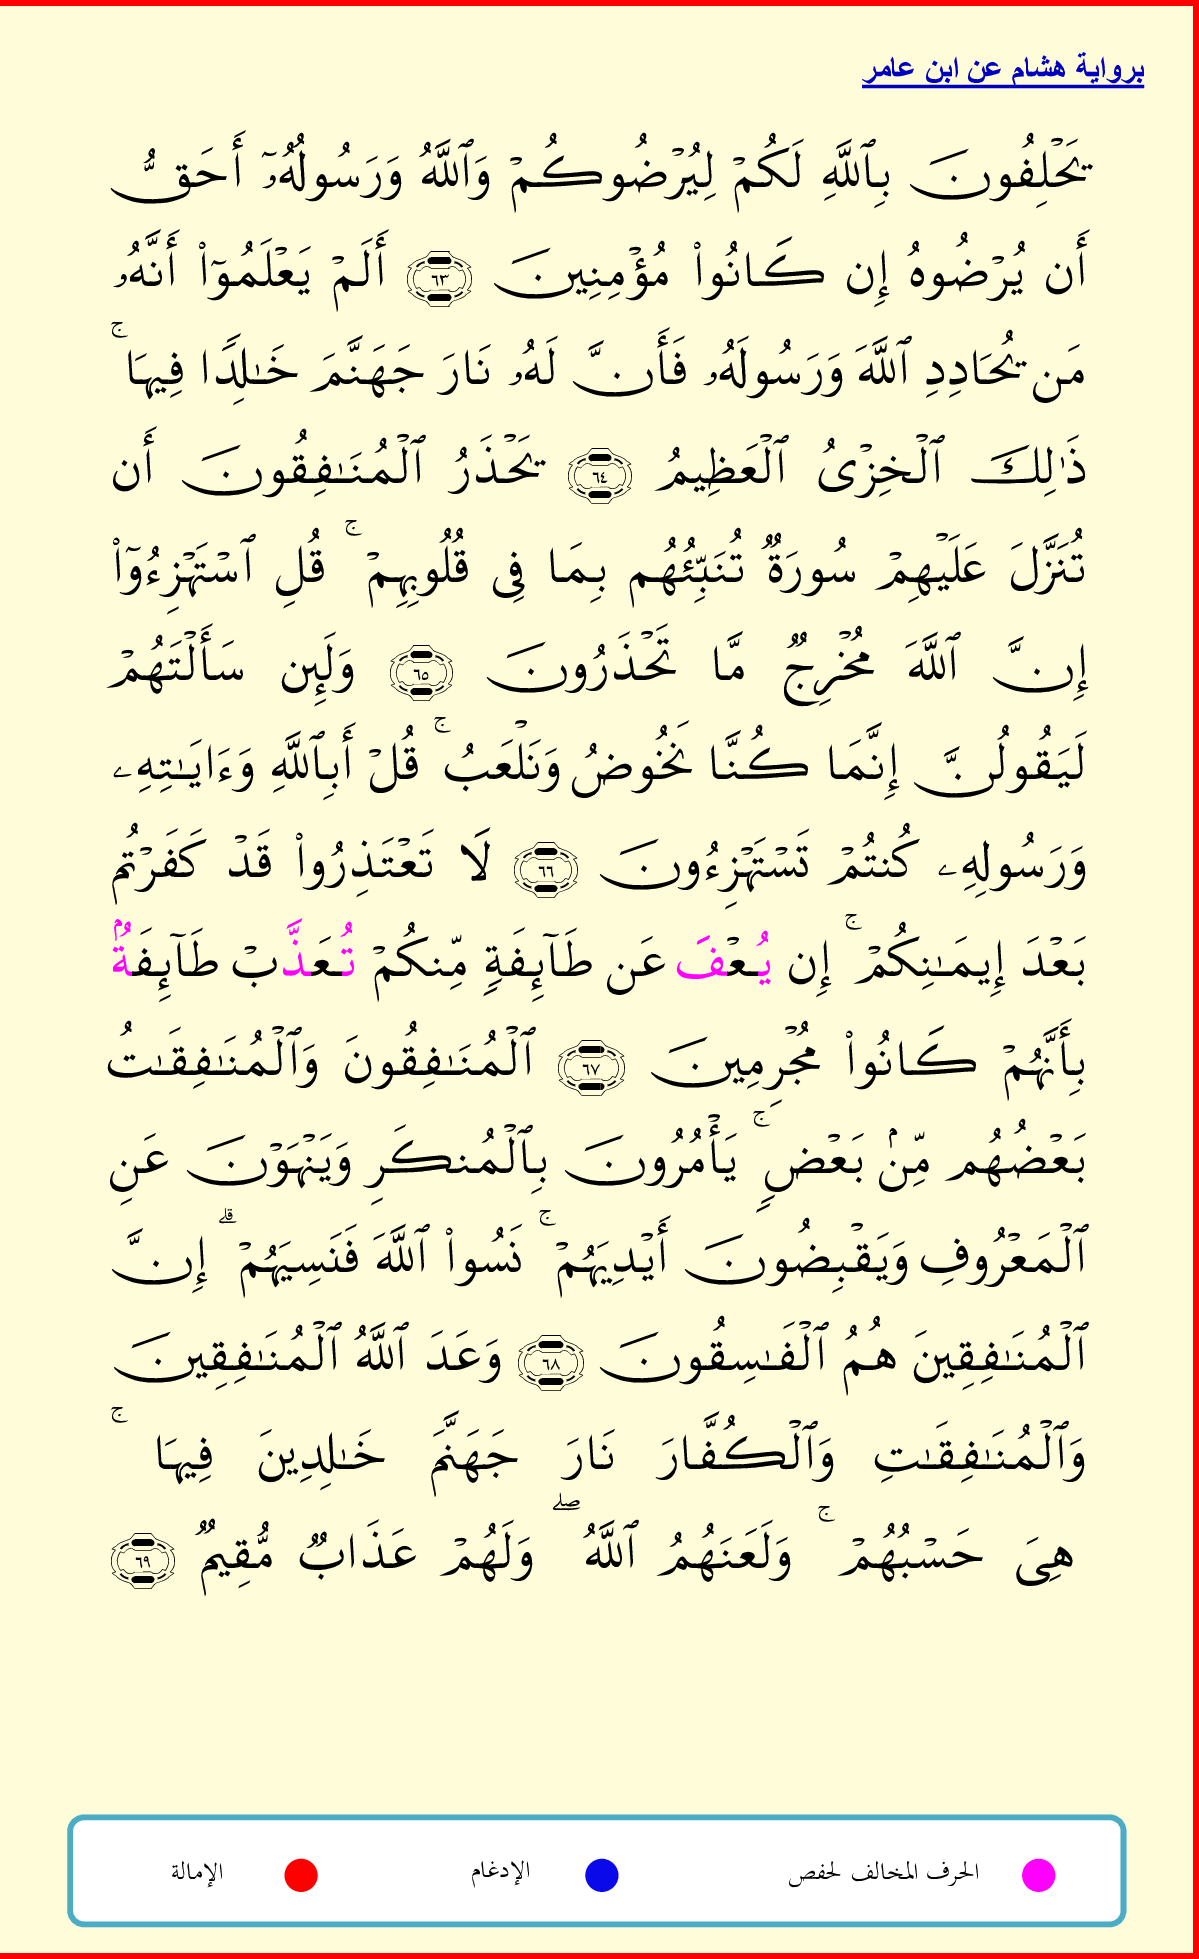 برواية هشام عن ابن عامر
يَحۡلِفُونَ بِٱللَّهِ لَكُمۡ لِيُرۡضُوكُمۡ وَٱللَّهُ وَرَسُولُهُۥٓ أَحَقُّ
أَن يُرۡضُوهُ إِن كَانُواْ مُؤۡمِنِينَ ٦٣ أَلَمۡ يَعۡلَمُوٓاْ أَنَّهُۥ
مَن يُحَادِدِ ٱللَّهَ وَرَسُولَهُۥ فَأَنَّ لَهُۥ نَارَ جَهَنَّمَ خَٰلِدٗا فِيهَاۚ
ذَٰلِكَ ٱلۡخِزۡىُ ٱلۡعَظِيمُ ٦٤ يَحۡذَرُ ٱلۡمُنَٰفِقُونَ أَن
تُنَزَّلَ عَلَيۡهِمۡ سُورَةٞ تُنَبِّئُهُم بِمَا فِى قُلُوبِهِمۡۚ قُلِ ٱسۡتَهۡزِءُوٓاْ
إِنَّ ٱللَّهَ مُخۡرِجٞ مَّا تَحۡذَرُونَ ٦٥ وَلَئِن سَأَلۡتَهُمۡ
لَيَقُولُنَّ إِنَّمَا كُنَّا نَخُوضُ وَنَلۡعَبُۚ قُلۡ أَبِٱللَّهِ وَءَايَٰتِهِۦ
وَرَسُولِهِۦ كُنتُمۡ تَسۡتَهۡزِءُونَ ٦٦ لَا تَعۡتَذِرُواْ قَدۡ كَفَرۡتُم
بَعۡدَ إِيمَٰنِكُمۡۚ إِن يُعۡفَ عَن طَآئِفَةٖ مِّنكُمۡ تُعَذَّبۡ طَآئِفَةُۢ
بِأَنَّهُمۡ كَانُواْ مُجۡرِمِينَ ٦٧ ٱلۡمُنَٰفِقُونَ وَٱلۡمُنَٰفِقَٰتُ
بَعۡضُهُم مِّنۢ بَعۡضٖۚ يَأۡمُرُونَ بِٱلۡمُنكَرِ وَيَنۡهَوۡنَ عَنِ
ٱلۡمَعۡرُوفِ وَيَقۡبِضُونَ أَيۡدِيَهُمۡۚ نَسُواْ ٱللَّهَ فَنَسِيَهُمۡۗ إِنَّ
ٱلۡمُنَٰفِقِينَ هُمُ ٱلۡفَٰسِقُونَ ٦٨ وَعَدَ ٱللَّهُ ٱلۡمُنَٰفِقِينَ
وَٱلۡمُنَٰفِقَٰتِ وَٱلۡكُفَّارَ نَارَ جَهَنَّمَ خَٰلِدِينَ فِيهَاۚ
هِىَ حَسۡبُهُمۡۚ وَلَعَنَهُمُ ٱللَّهُۖ وَلَهُمۡ عَذَابٞ مُّقِيمٞ ٦٩
الحرف المخالف لحفص الإدغام الإمالة